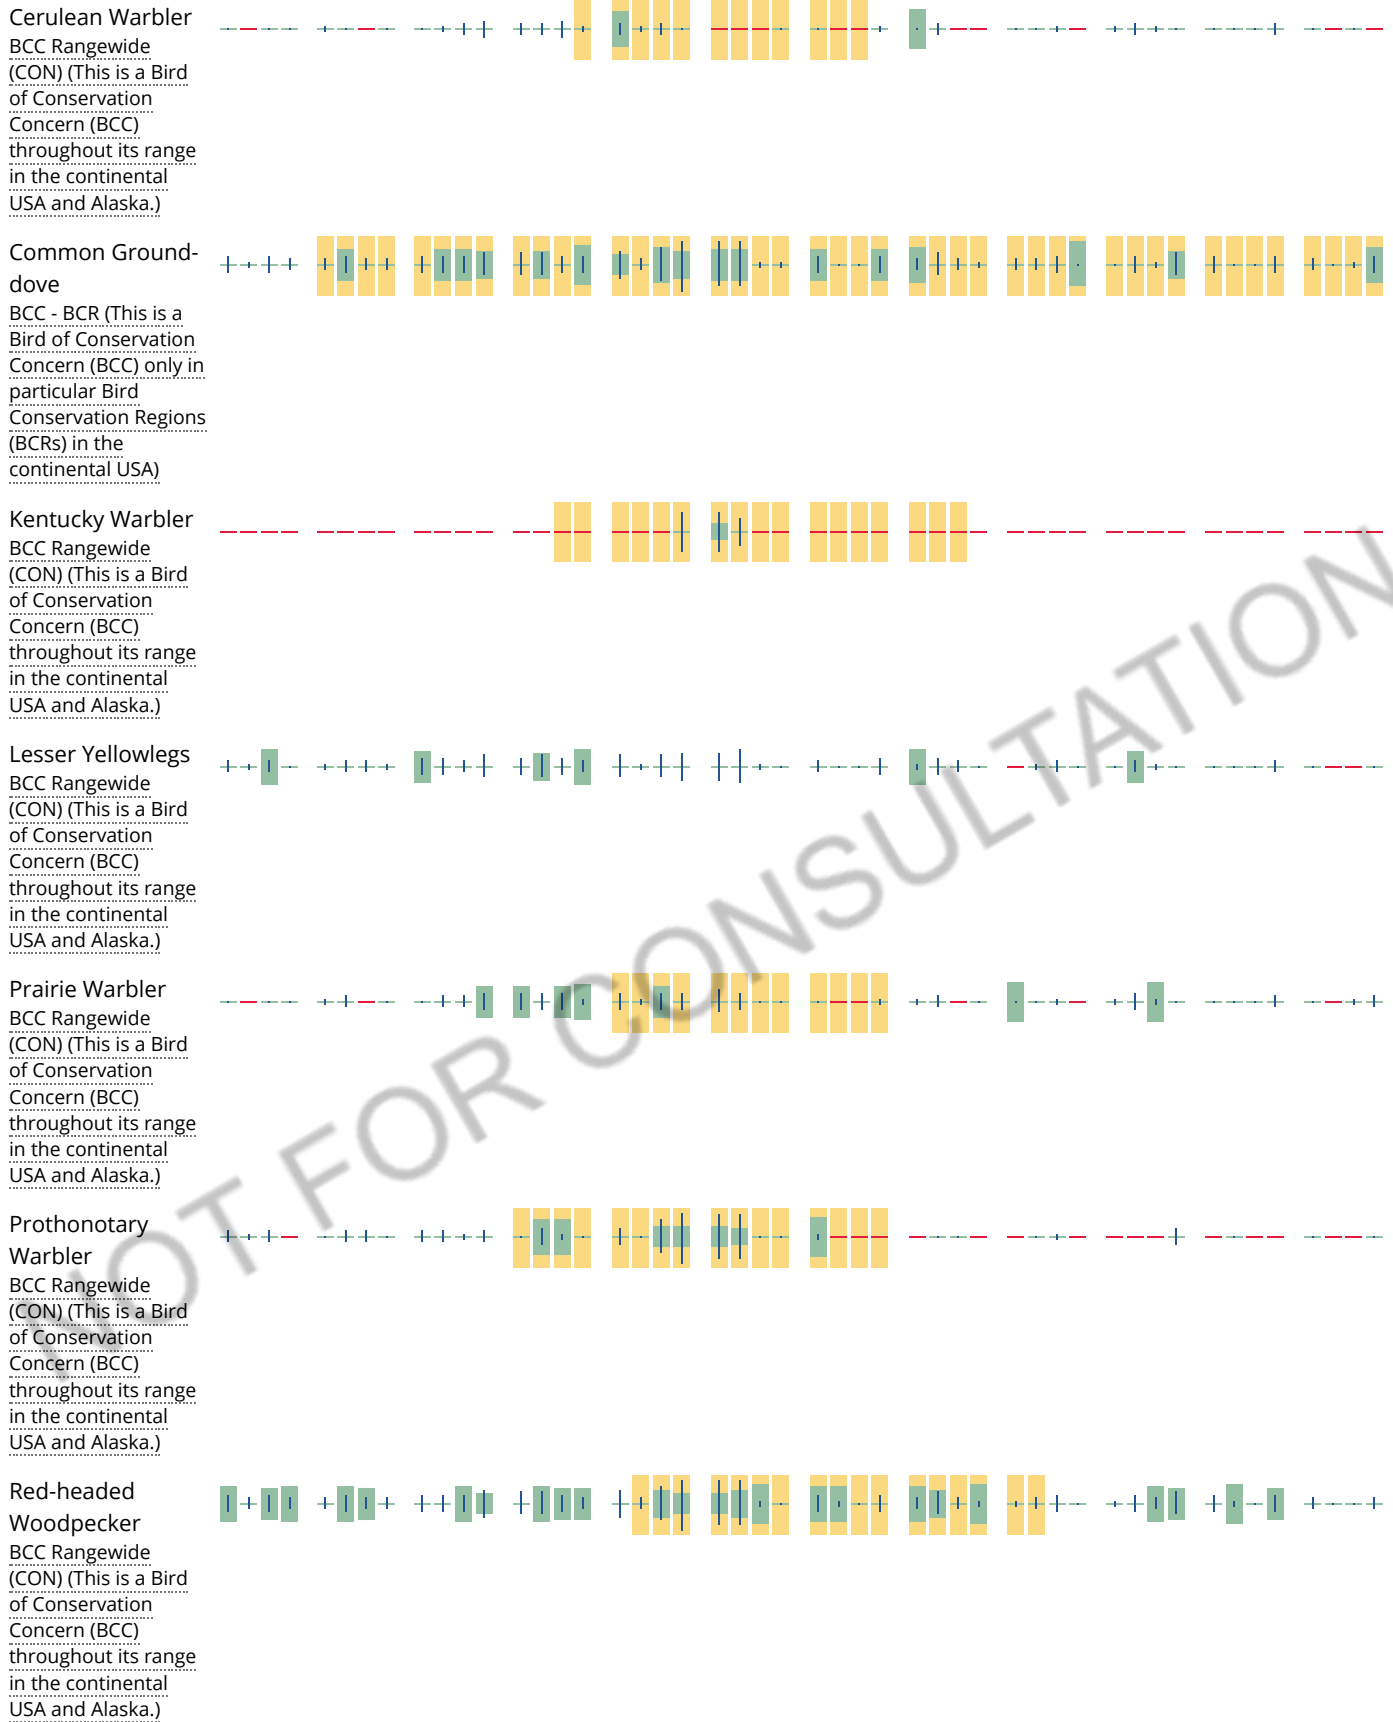 Cerulean Warbler
BCC Rangewide
(CON) (This is a Bird
of Conservation
Concern (BCC)
throughout its range
in the continental
USA and Alaska.)
Common Ground-
dove
BCC - BCR (This is a
Bird of Conservation
Concern (BCC) only in
particular Bird
Conservation Regions
(BCRs) in the
continental USA)
Kentucky Warbler
BCC Rangewide
(CON) (This is a Bird
of Conservation
Concern (BCC)
throughout its range
in the continental
USA and Alaska.)
Lesser Yellowlegs
BCC Rangewide
(CON) (This is a Bird
of Conservation
Concern (BCC)
throughout its range
in the continental
USA and Alaska.)
Prairie Warbler
BCC Rangewide
(CON) (This is a Bird
of Conservation
Concern (BCC)
throughout its range
in the continental
USA and Alaska.)
Prothonotary
Warbler
BCC Rangewide
(CON) (This is a Bird
of Conservation
Concern (BCC)
throughout its range
in the continental
USA and Alaska.)
Red-headed
Woodpecker
BCC Rangewide
(CON) (This is a Bird
of Conservation
Concern (BCC)
throughout its range
in the continental
USA and Alaska.)
NOT FOR CONSULTATION